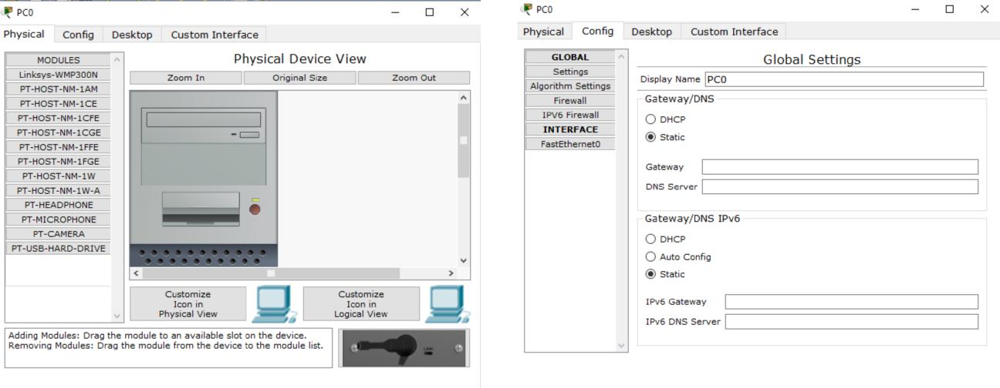 PC0
Physical Config Desktop Custom Interface
MODULES
Linksys-WMP300N
PT-HOST-NM-1AM
PT-HOST-NM-1CE
PT-HOST-NM-1CFE
PT-HOST-NM-1CGE
PT-HOST-NM-1FFE
PT-HOST-NM-1FGE
PT-HOST-NM-1W
PT-HOST-NM-1W-A
PT-HEADPHONE
PT-MICROPHONE
PT-CAMERA
PT-USB-HARD-DRIVE
Physical Device View
Zoom In Original Size Zoom Out
Customize
Icon in
Physical View
Customize
Icon in
Logical View
Adding Modules: Drag the module to an available slot on the device.
Removing Modules: Drag the module from the device to the module list.
PC0
Physical Config Desktop Custom Interface
GLOBAL
Settings
Algorithm Settings
Firewall
IPV6 Firewall
INTERFACE
FastEthernet0
Global Settings
Display Name PC0
Gateway/DNS
DHCP
Static
Gateway
DNS Server
Gateway/DNS IPv6
DHCP
Auto Config
Static
IPv6 Gateway
IPv6 DNS Server